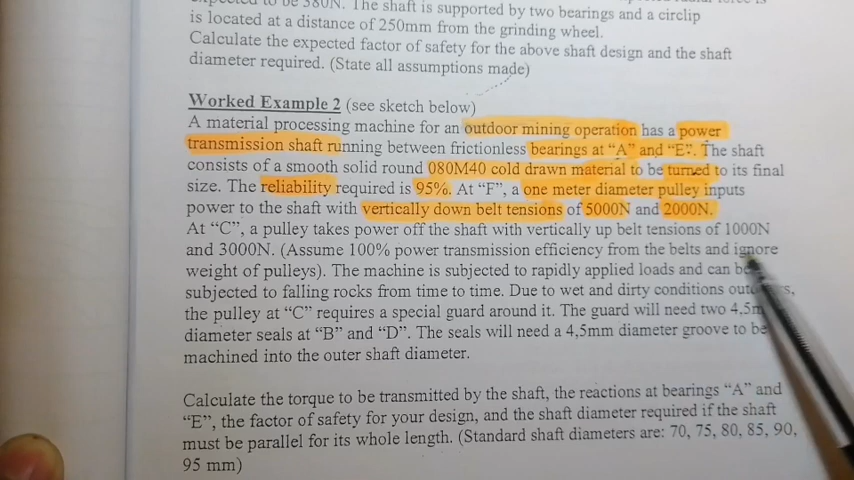 to be 380N. The shaft is supported by two bearings and a circlip
is located at a distance of 250mm from the grinding wheel.
Calculate the expected factor of safety for the above shaft design and the shaft
diameter required. (State all assumptions made)
Worked Example 2 (see sketch below)
A material processing machine for an outdoor mining operation has a power
transmission shaft running between frictionless bearings at “A” and “E”. The shaft
consists of a smooth solid round 080M40 cold drawn material to be turned to its final
size. The reliability required is 95%. At “F”, a one meter diameter pulley inputs
power to the shaft with vertically down belt tensions of 5000N and 2000N.
At “C”, a pulley takes power off the shaft with vertically up belt tensions of 1000N
and 3000N. (Assume 100% power transmission efficiency from the belts and ignore
weight of pulleys). The machine is subjected to rapidly applied loads and can
subjected to falling rocks from time to time. Due to wet and dirty conditions
the pulley at “C” requires a special guard around it. The guard will need two
diameter seals at “B” and “D”. The seals will need a 4,5mm diameter groove to be
machined into the outer shaft diameter.
Calculate the torque to be transmitted by the shaft, the reactions at bearings “A” and
“E”, the factor of safety for your design, and the shaft diameter required if the shaft
must be parallel for its whole length. (Standard shaft diameters are: 70, 75, 80, 85, 90,
95 mm)